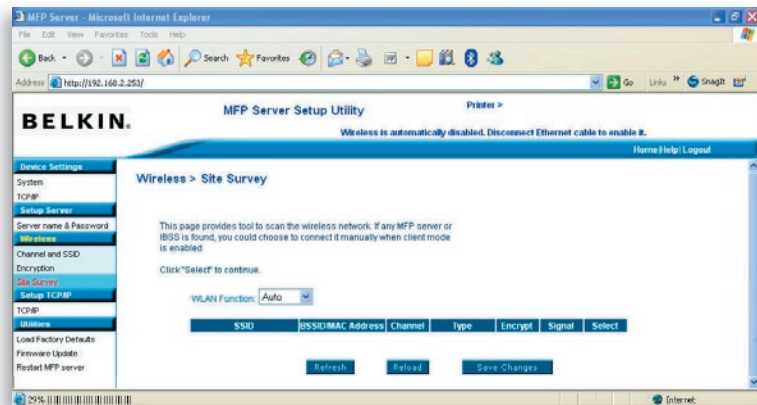 MFP Server - Microsoft Internet Explorer
File Edit View Favorites Tools Help
Back Search Favorites
Address http://192.168.2.253/ Go Links » SnagIt
BELKIN.
MFP Server Setup Utility
Printer >
Wireless is automatically disabled. Disconnect Ethernet cable to enable it.
Home|Help|Logout
Device Settings
System
TCP/IP
Setup Server
Server name & Password
Wireless
Channel and SSID
Encryption
Site Survey
Setup TCP/IP
TCP/IP
Utilities
Load Factory Defaults
Firmware Update
Restart MFP server
Wireless > Site Survey
This page provides tool to scan the wireless network. If any MFP server or
IBSS is found, you could choose to connect it manually when client mode
is enabled
Click "Select" to continue.
WLAN Function: Auto
SSID BSSID/MAC Address Channel Type Encrypt Signal Select
Refresh Reload Save Changes
29%
Internet